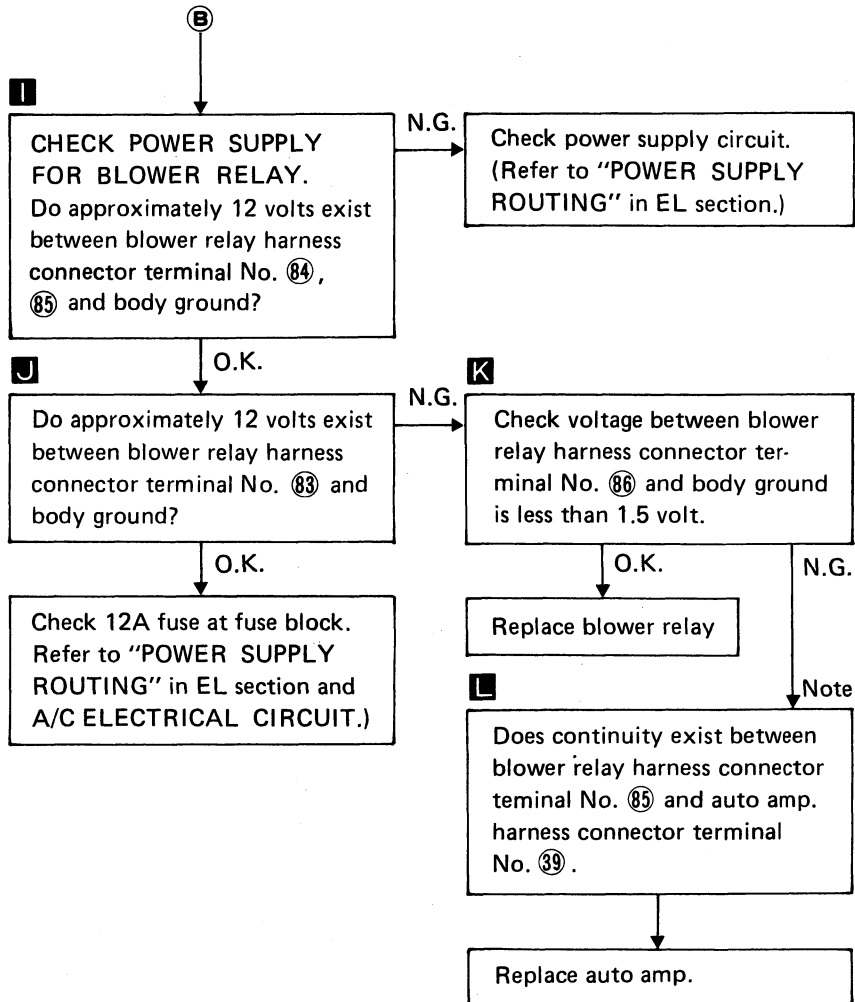 B
I
CHECK POWER SUPPLY
FOR BLOWER RELAY.
Do approximately 12 volts exist
between blower relay harness
connector terminal No. 84 ,
85 and body ground?
N.G.
Check power supply circuit.
(Refer to "POWER SUPPLY
ROUTING" in EL section.)
O.K.
J
Do approximately 12 volts exist
between blower relay harness
connector terminal No. 83 and
body ground?
N.G.
K
Check voltage between blower
relay harness connector ter-
minal No. 86 and body ground
is less than 1.5 volt.
O.K.
Check 12A fuse at fuse block.
Refer to "POWER SUPPLY
ROUTING" in EL section and
A/C ELECTRICAL CIRCUIT.)
O.K.
N.G.
Replace blower relay
L
Note
Does continuity exist between
blower relay harness connector
teminal No. 85 and auto amp.
harness connector terminal
No. 39 .
Replace auto amp.